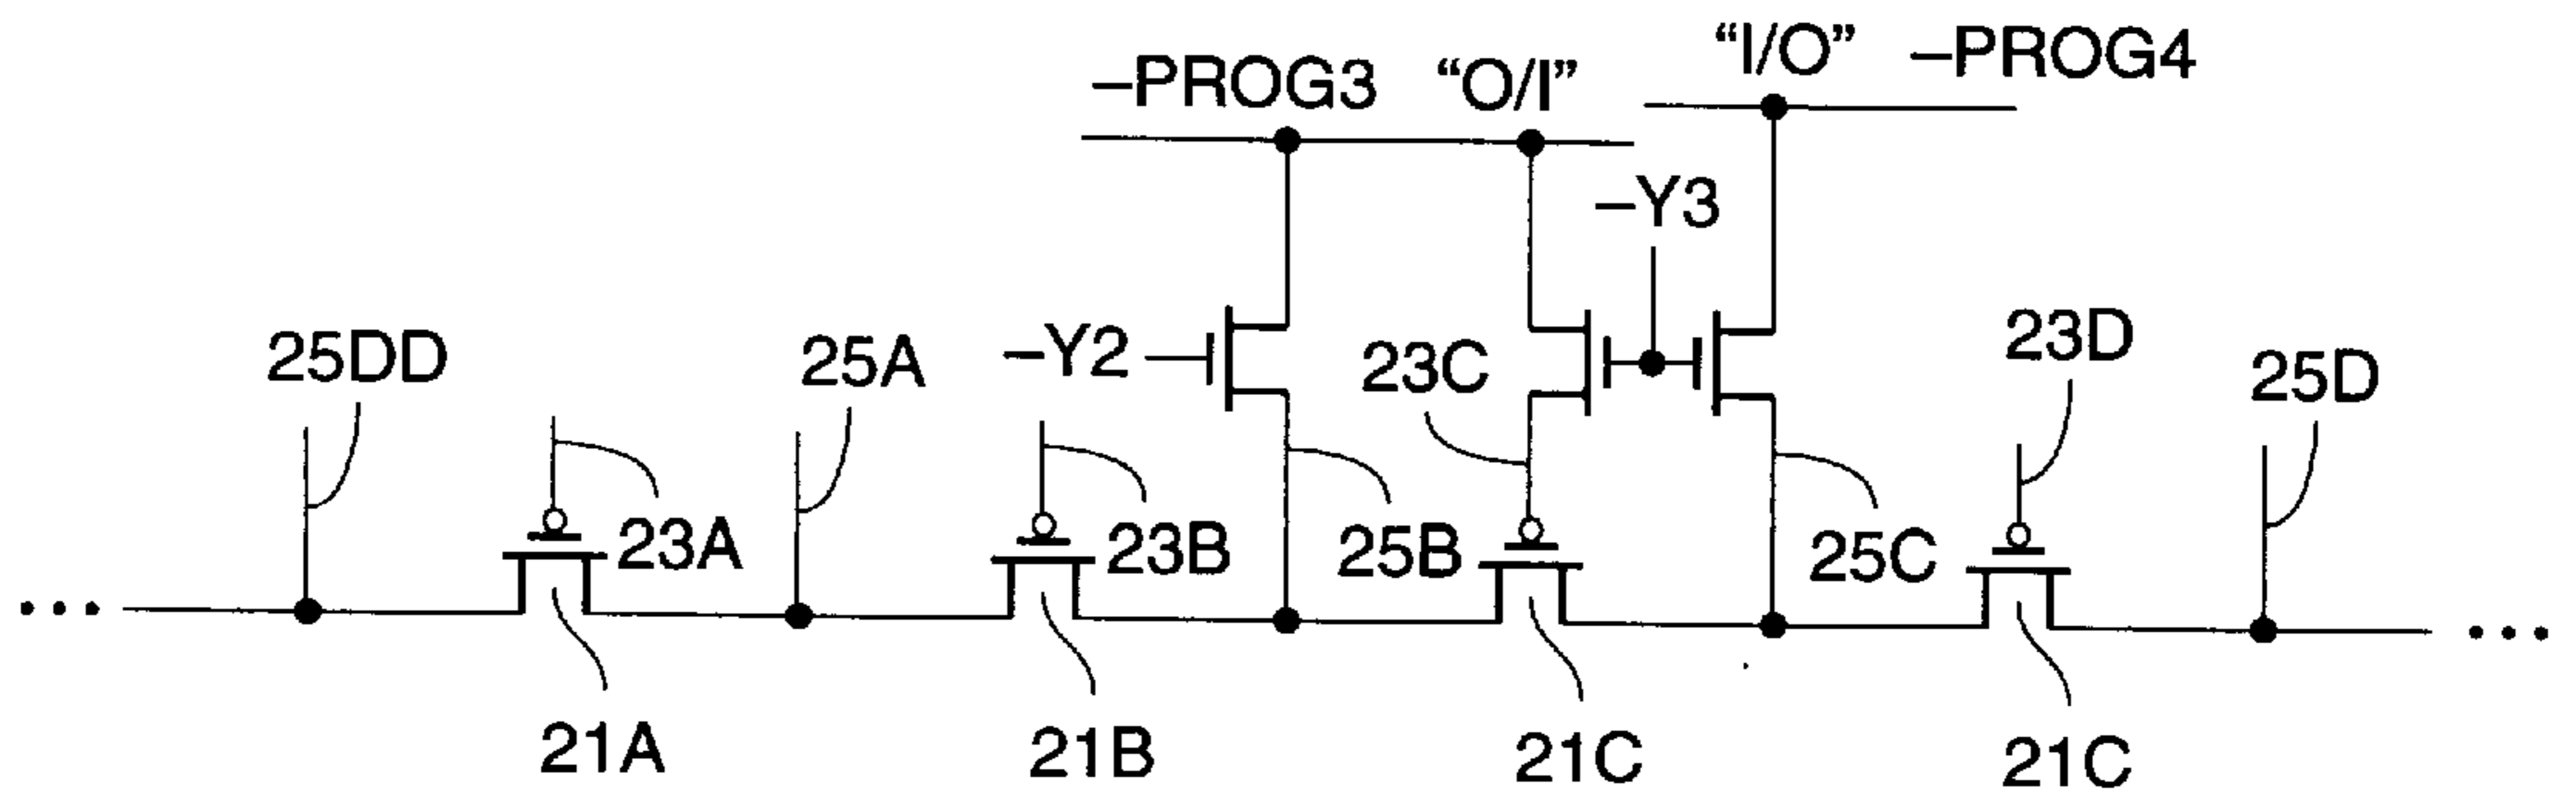 “I/O” –PROG4
–PROG3 “O/I”
–Y3
25DD 25A –Y2 23C 23D 25D
23A 23B 25B 25C
21A 21B 21C 21C